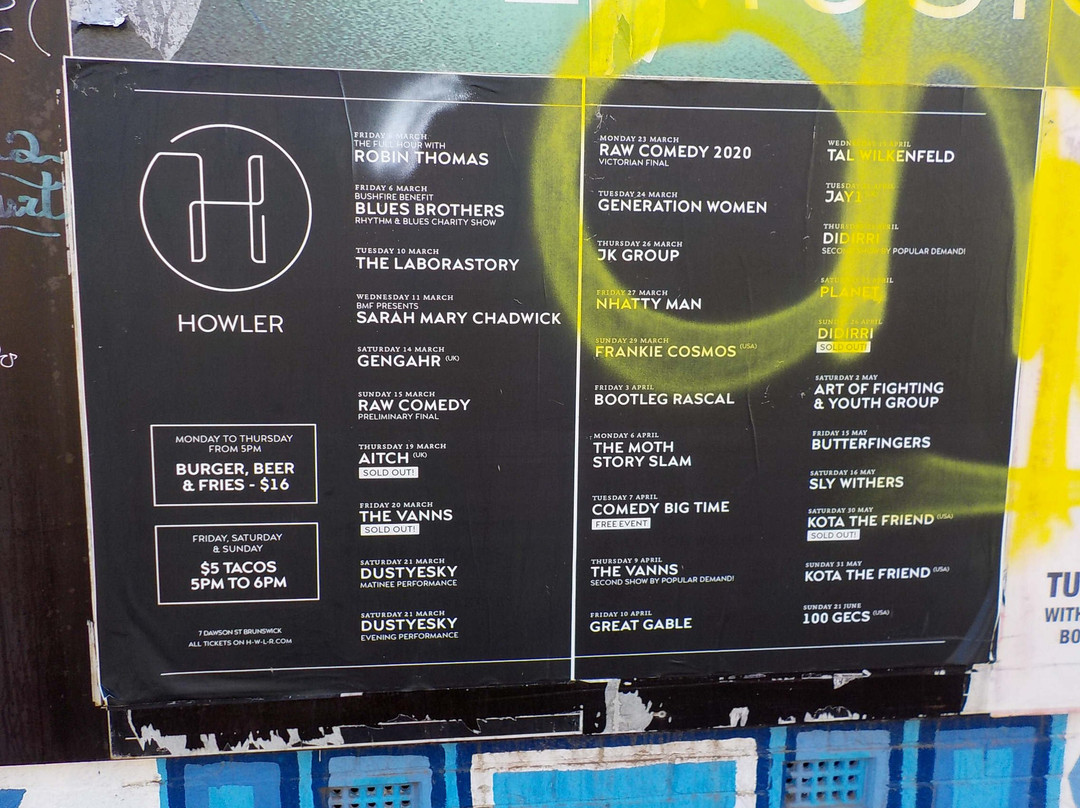 HOWLER
MONDAY TO THURSDAY
FROM 5PM
BURGER, BEER
& FRIES - $16
FRIDAY, SATURDAY
& SUNDAY
$5 TACOS
5PM TO 6PM
7 DAWSON ST BRUNSWICK
ALL TICKETS ON H-W-L-R.COM
FRIDAY 6 MARCH
THE FULL HOUR WITH
ROBIN THOMAS
FRIDAY 6 MARCH
BUSHFIRE BENEFIT
BLUES BROTHERS
RHYTHM & BLUES CHARITY SHOW
TUESDAY 10 MARCH
THE LABORASTORY
WEDNESDAY 11 MARCH
BMF PRESENTS
SARAH MARY CHADWICK
SATURDAY 14 MARCH
GENGAHR (UK)
SUNDAY 15 MARCH
RAW COMEDY
PRELIMINARY FINAL
THURSDAY 19 MARCH
AITCH (UK)
SOLD OUT!
FRIDAY 20 MARCH
THE VANNS
SOLD OUT!
SATURDAY 21 MARCH
DUSTYESKY
MATINEE PERFORMANCE
SATURDAY 21 MARCH
DUSTYESKY
EVENING PERFORMANCE
MONDAY 23 MARCH
RAW COMEDY 2020
VICTORIAN FINAL
TUESDAY 24 MARCH
GENERATION WOMEN
THURSDAY 26 MARCH
JK GROUP
FRIDAY 27 MARCH
NHATTY MAN
SUNDAY 29 MARCH
FRANKIE COSMOS (USA)
FRIDAY 3 APRIL
BOOTLEG RASCAL
MONDAY 6 APRIL
THE MOTH
STORY SLAM
TUESDAY 7 APRIL
COMEDY BIG TIME
FREE EVENT
THURSDAY 9 APRIL
THE VANNS
SECOND SHOW BY POPULAR DEMAND!
FRIDAY 10 APRIL
GREAT GABLE
APRIL
TAL WILKENFELD
DIDIRRI
SECOND SHOW BY POPULAR DEMAND!
PLANET
SUNDAY 26 APRIL
DIDIRRI
SOLD OUT!
SATURDAY 2 MAY
ART OF FIGHTING
& YOUTH GROUP
FRIDAY 15 MAY
BUTTERFINGERS
SATURDAY 16 MAY
SLY WITHERS
SATURDAY 30 MAY
KOTA THE FRIEND (USA)
SOLD OUT!
SUNDAY 31 MAY
KOTA THE FRIEND (USA)
SUNDAY 21 JUNE
100 GECS (USA)
TU
WITH
BO